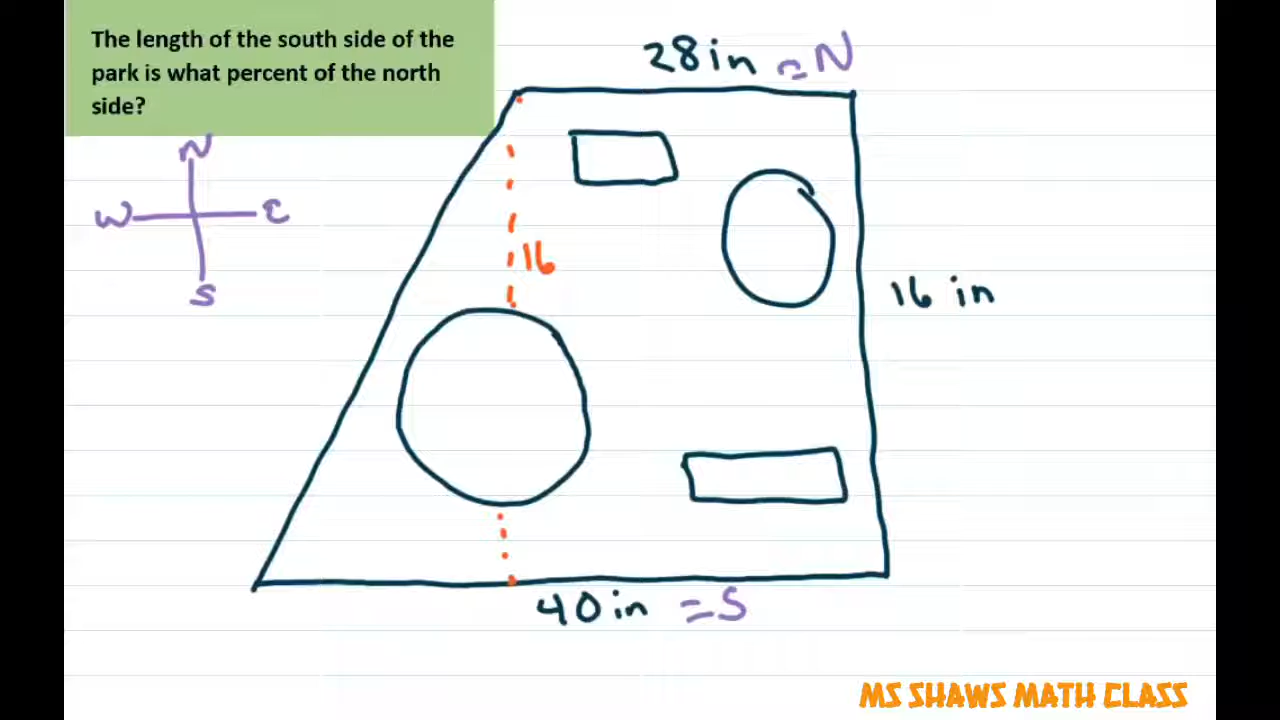 The length of the south side of the
park is what percent of the north
side?
28in = N
N
W
E
S
16
16 in
40in = S
MS SHAWS MATH CLASS